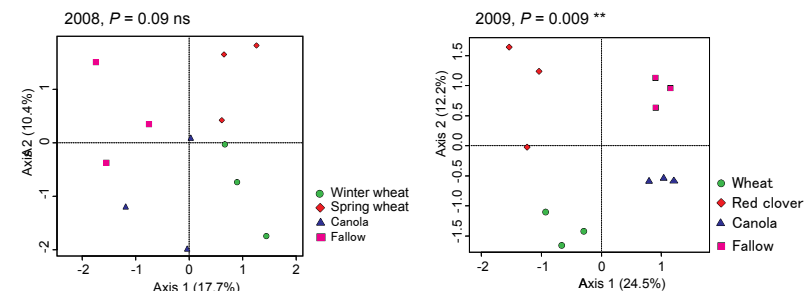 2008, P = 0.09 ns
Axis 2 (10.4%)
1
0
-1
-2
-2
-1
0
1
2
Axis 1 (17.7%)
Winter wheat
Spring wheat
Canola
Fallow
2009, P = 0.009 **
Axis 2 (12.2%)
1.5
1.0
0.5
0.0
-0.5
-1.0
-1.5
-2
-1
0
1
Axis 1 (24.5%)
Wheat
Red clover
Canola
Fallow